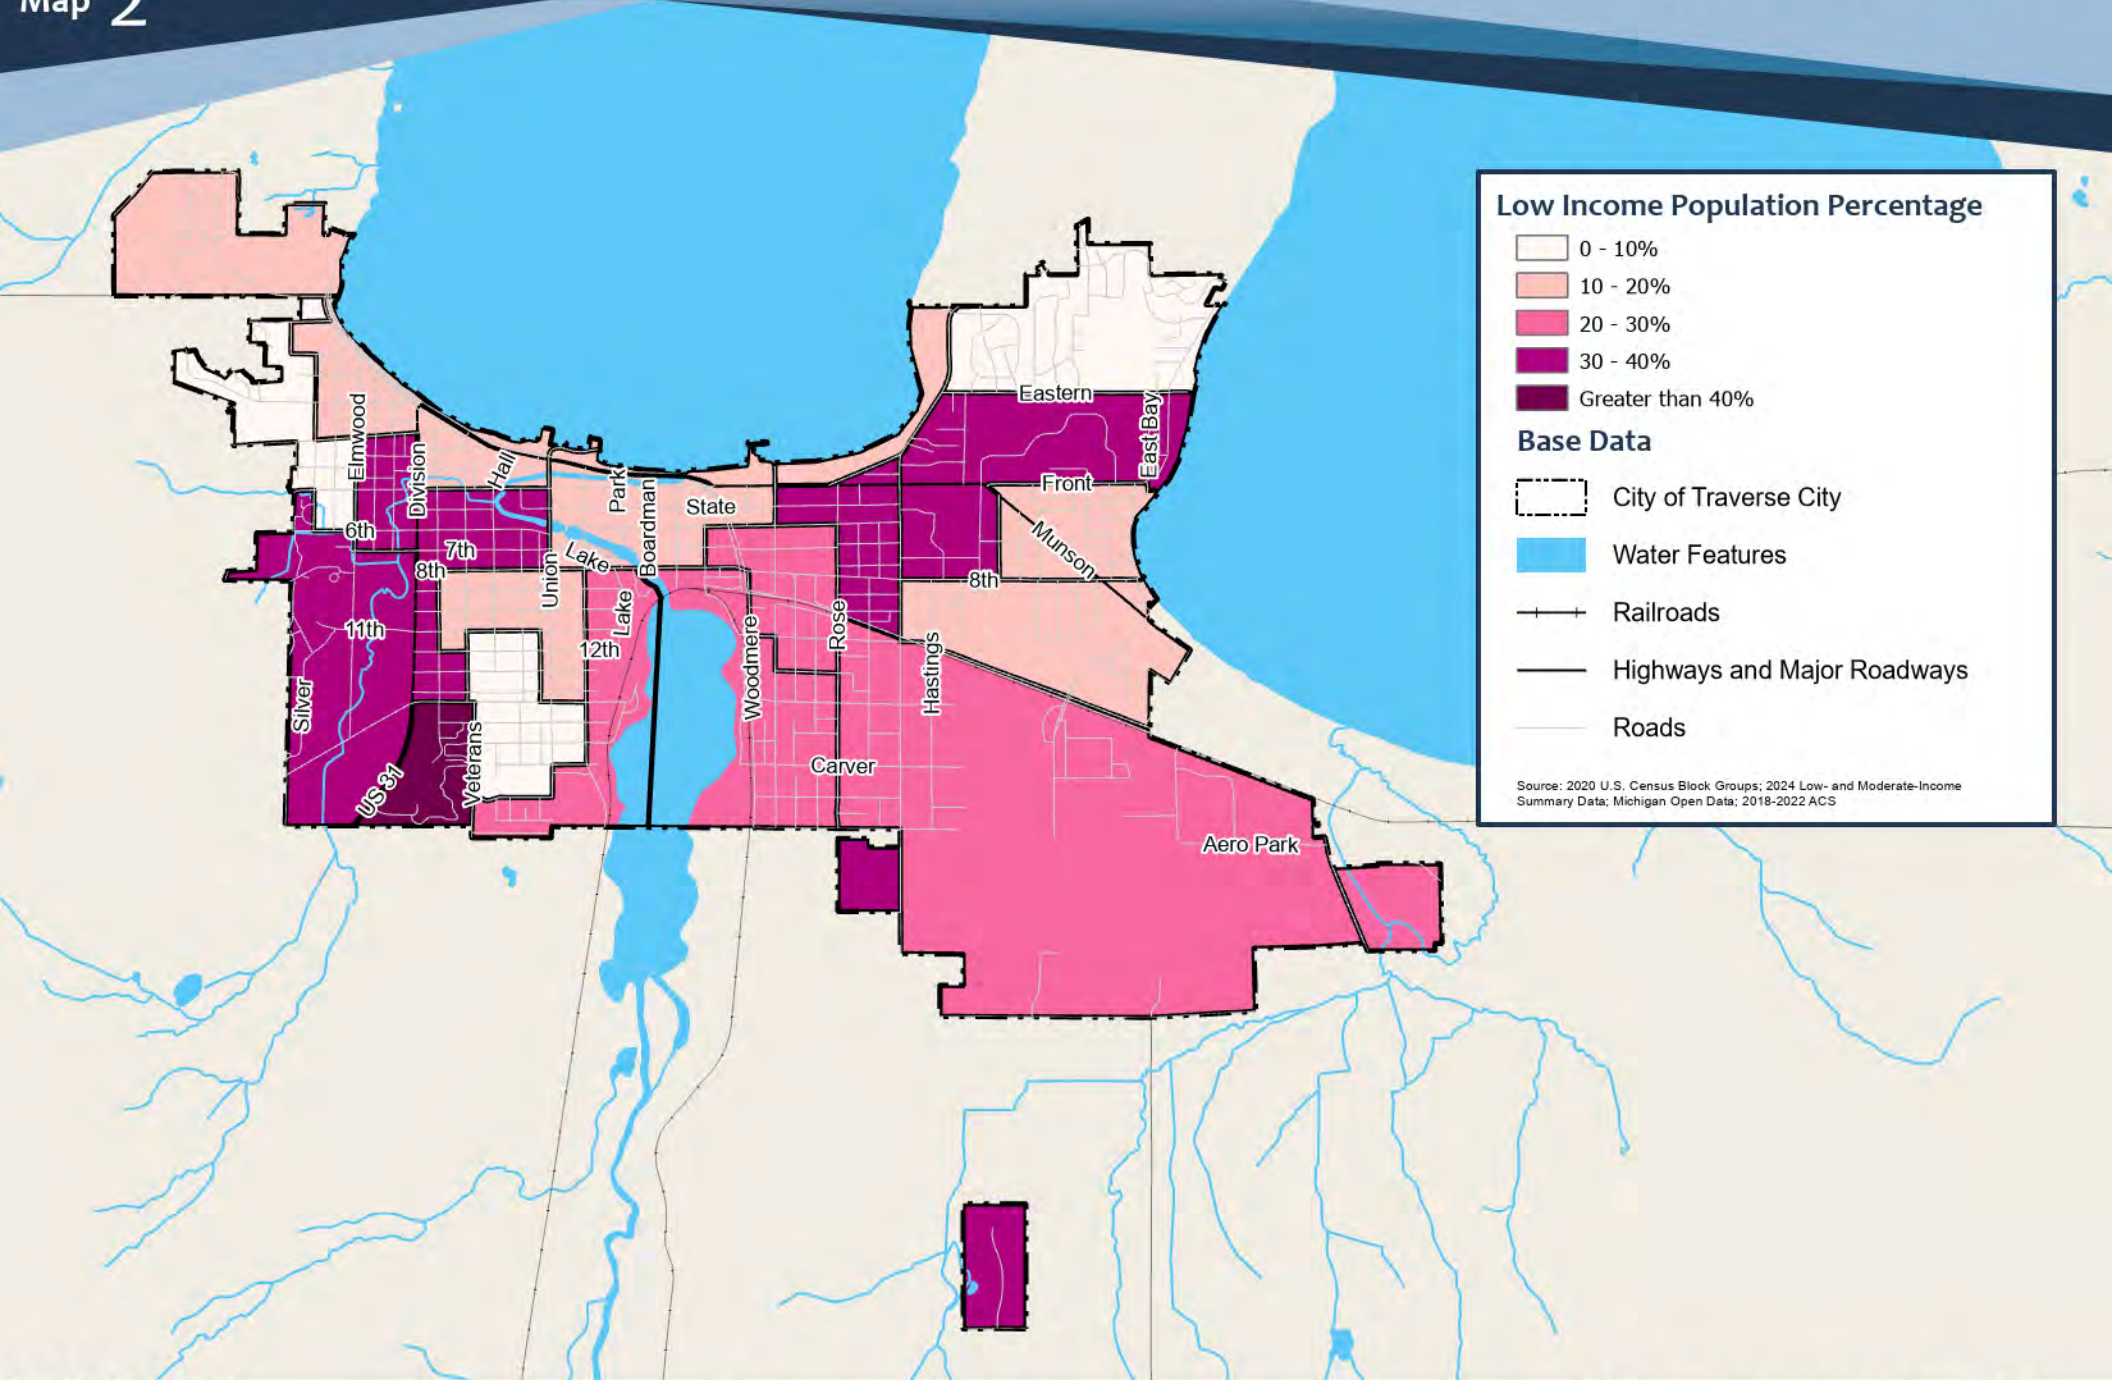 Map 2
Low Income Population Percentage
0 - 10%
10 - 20%
20 - 30%
30 - 40%
Greater than 40%
Base Data
City of Traverse City
Water Features
Railroads
Highways and Major Roadways
Roads
Source: 2020 U.S. Census Block Groups; 2024 Low- and Moderate-Income
Summary Data; Michigan Open Data; 2018-2022 ACS
Eastern
East Bay
Elmwood
Division
Hall
Park
Boardman
State
Front
Munson
6th
7th
8th
Union
Lake
8th
Lake
11th
12th
Woodmere
Rose
Hastings
Silver
US 31
Veterans
Carver
Aero Park